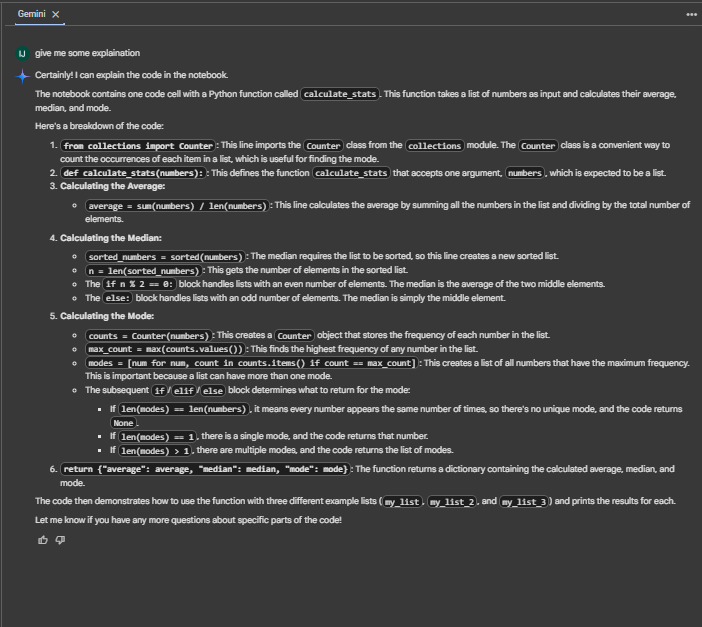 Gemini
IJ give me some explaination
Certainly! I can explain the code in the notebook.
The notebook contains one code cell with a Python function called calculate_stats. This function takes a list of numbers as input and calculates their average,
median, and mode.
Here's a breakdown of the code:
1. from collections import Counter: This line imports the Counter class from the collections module. The Counter class is a convenient way to
count the occurrences of each item in a list, which is useful for finding the mode.
2. def calculate_stats(numbers):: This defines the function calculate_stats that accepts one argument, numbers, which is expected to be a list.
3. Calculating the Average:
average = sum(numbers) / len(numbers): This line calculates the average by summing all the numbers in the list and dividing by the total number of
elements.
4. Calculating the Median:
sorted_numbers = sorted(numbers): The median requires the list to be sorted, so this line creates a new sorted list.
n = len(sorted_numbers): This gets the number of elements in the sorted list.
The if n % 2 == 0: block handles lists with an even number of elements. The median is the average of the two middle elements.
The else: block handles lists with an odd number of elements. The median is simply the middle element.
5. Calculating the Mode:
counts = Counter(numbers): This creates a Counter object that stores the frequency of each number in the list.
max_count = max(counts.values()): This finds the highest frequency of any number in the list.
modes = [num for num, count in counts.items() if count == max_count]: This creates a list of all numbers that have the maximum frequency.
This is important because a list can have more than one mode.
The subsequent if/elif/else block determines what to return for the mode:
If len(modes) == len(numbers), it means every number appears the same number of times, so there's no unique mode, and the code returns
None.
If len(modes) == 1, there is a single mode, and the code returns that number.
If len(modes) > 1, there are multiple modes, and the code returns the list of modes.
6. return {"average": average, "median": median, "mode": mode}: The function returns a dictionary containing the calculated average, median, and
mode.
The code then demonstrates how to use the function with three different example lists (my_list, my_list_2, and my_list_3) and prints the results for each.
Let me know if you have any more questions about specific parts of the code!